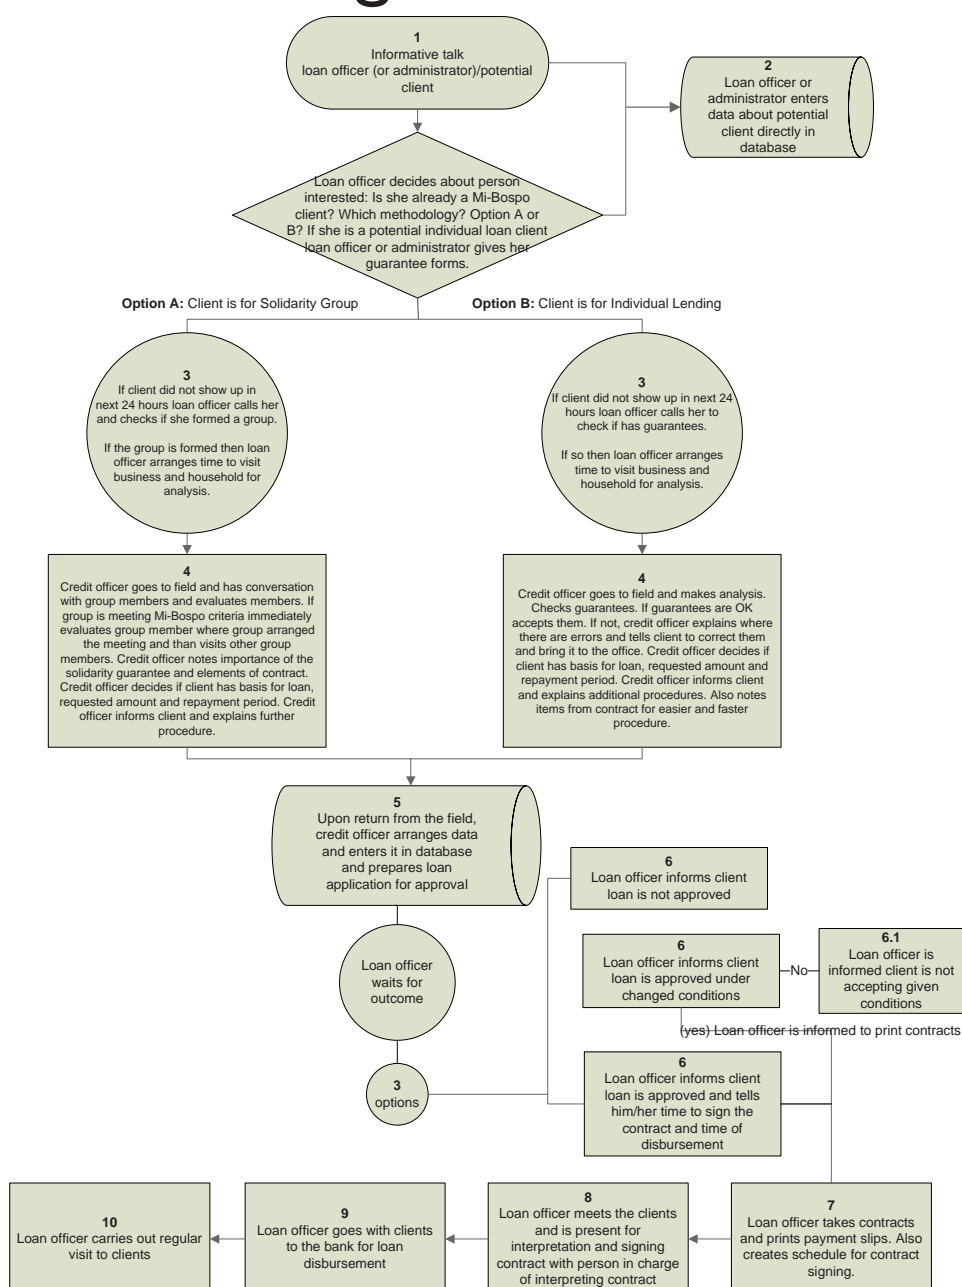 1
Informative talk
loan officer (or administrator)/potential
client
2
Loan officer or
administrator enters
data about potential
client directly in
database
Loan officer decides about person
interested: Is she already a Mi-Bospo
client? Which methodology? Option A or
B? If she is a potential individual loan client
loan officer or administrator gives her
guarantee forms.
Option A: Client is for Solidarity Group
Option B: Client is for Individual Lending
3
If client did not show up in
next 24 hours loan officer calls her
and checks if she formed a group.
If the group is formed then loan
officer arranges time to visit
business and household for
analysis.
3
If client did not show up in next 24
hours loan officer calls her to
check if has guarantees.
If so then loan officer arranges
time to visit business and
household for analysis.
4
Credit officer goes to field and has conversation
with group members and evaluates members. If
group is meeting Mi-Bospo criteria immediately
evaluates group member where group arranged
the meeting and than visits other group
members. Credit officer notes importance of the
solidarity guarantee and elements of contract.
Credit officer decides if client has basis for loan,
requested amount and repayment period. Credit
officer informs client and explains further
procedure.
4
Credit officer goes to field and makes analysis.
Checks guarantees. If guarantees are OK
accepts them. If not, credit officer explains where
there are errors and tells client to correct them
and bring it to the office. Credit officer decides if
client has basis for loan, requested amount and
repayment period. Credit officer informs client
and explains additional procedures. Also notes
items from contract for easier and faster
procedure.
5
Upon return from the field,
credit officer arranges data
and enters it in database
and prepares loan
application for approval
6
Loan officer informs client
loan is not approved
Loan officer
waits for
outcome
6
Loan officer informs client
loan is approved under
changed conditions
No
6.1
Loan officer is
informed client is not
accepting given
conditions
(yes) Loan officer is informed to print contracts
3
options
6
Loan officer informs client
loan is approved and tells
him/her time to sign the
contract and time of
disbursement
10
Loan officer carries out regular
visit to clients
9
Loan officer goes with clients
to the bank for loan
disbursement
8
Loan officer meets the clients
and is present for
interpretation and signing
contract with person in charge
of interpreting contract
7
Loan officer takes contracts
and prints payment slips. Also
creates schedule for contract
signing.